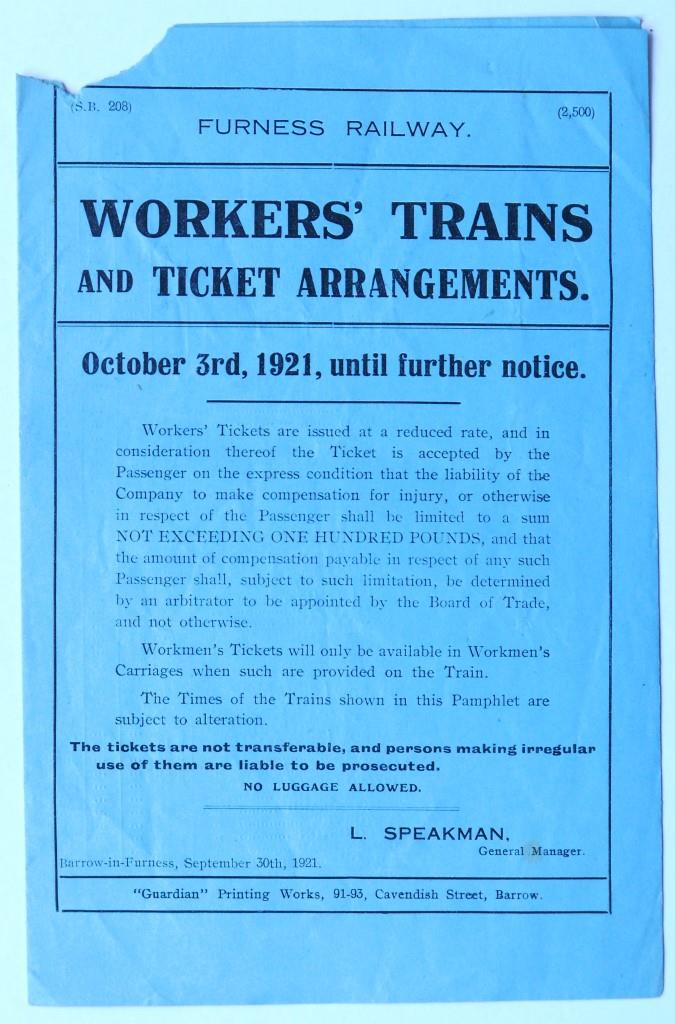 (S.B. 208)
(2,500)
FURNESS RAILWAY.
WORKERS' TRAINS
AND TICKET ARRANGEMENTS.
October 3rd, 1921, until further notice.
Workers' Tickets are issued at a reduced rate, and in
consideration thereof the Ticket is accepted by the
Passenger on the express condition that the liability of the
Company to make compensation for injury, or otherwise
in respect of the Passenger shall be limited to a sum
NOT EXCEEDING ONE HUNDRED POUNDS, and that
the amount of compensation payable in respect of any such
Passenger shall, subject to such limitation, be determined
by an arbitrator to be appointed by the Board of Trade,
and not otherwise.
Workmen's Tickets will only be available in Workmen's
Carriages when such are provided on the Train.
The Times of the Trains shown in this Pamphlet are
subject to alteration.
The tickets are not transferable, and persons making irregular
use of them are liable to be prosecuted.
NO LUGGAGE ALLOWED.
L. SPEAKMAN,
General Manager.
Barrow-in-Furness, September 30th, 1921.
"Guardian" Printing Works, 91-93, Cavendish Street, Barrow.